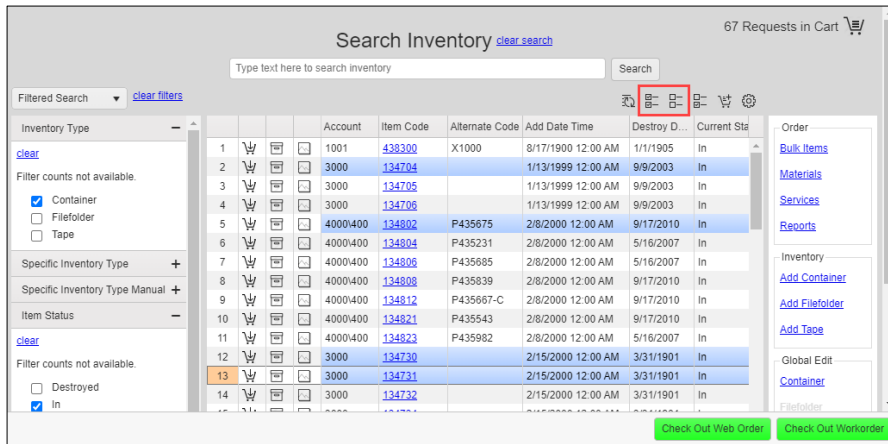 67 Requests in Cart
Search Inventory clear search
Type text here to search inventory Search
Filtered Search clear filters
Inventory Type
clear
Filter counts not available.
Container
Filefolder
Tape
Specific Inventory Type +
Specific Inventory Type Manual +
Item Status
clear
Filter counts not available.
Destroyed
In
Account Item Code Alternate Code Add Date Time Destroy D... Current Sta
1 1001 438300 X1000 8/17/1900 12:00 AM 1/1/1905 In
2 3000 134704 1/13/1999 12:00 AM 9/9/2003 In
3 3000 134705 1/13/1999 12:00 AM 9/9/2003 In
4 3000 134706 1/13/1999 12:00 AM 9/9/2003 In
5 4000\400 134802 P435675 2/8/2000 12:00 AM 9/17/2010 In
6 4000\400 134804 P435231 2/8/2000 12:00 AM 5/16/2007 In
7 4000\400 134806 P435685 2/8/2000 12:00 AM 5/16/2007 In
8 4000\400 134808 P435839 2/8/2000 12:00 AM 9/17/2010 In
9 4000\400 134812 P435667-C 2/8/2000 12:00 AM 9/17/2010 In
10 4000\400 134821 P435543 2/8/2000 12:00 AM 9/17/2010 In
11 4000\400 134823 P435982 2/8/2000 12:00 AM 5/16/2007 In
12 3000 134730 2/15/2000 12:00 AM 3/31/1901 In
13 3000 134731 2/15/2000 12:00 AM 3/31/1901 In
14 3000 134732 2/15/2000 12:00 AM 3/31/1901 In
Order
Bulk Items
Materials
Services
Reports
Inventory
Add Container
Add Filefolder
Add Tape
Global Edit
Container
Filefolder
Check Out Web Order Check Out Workorder